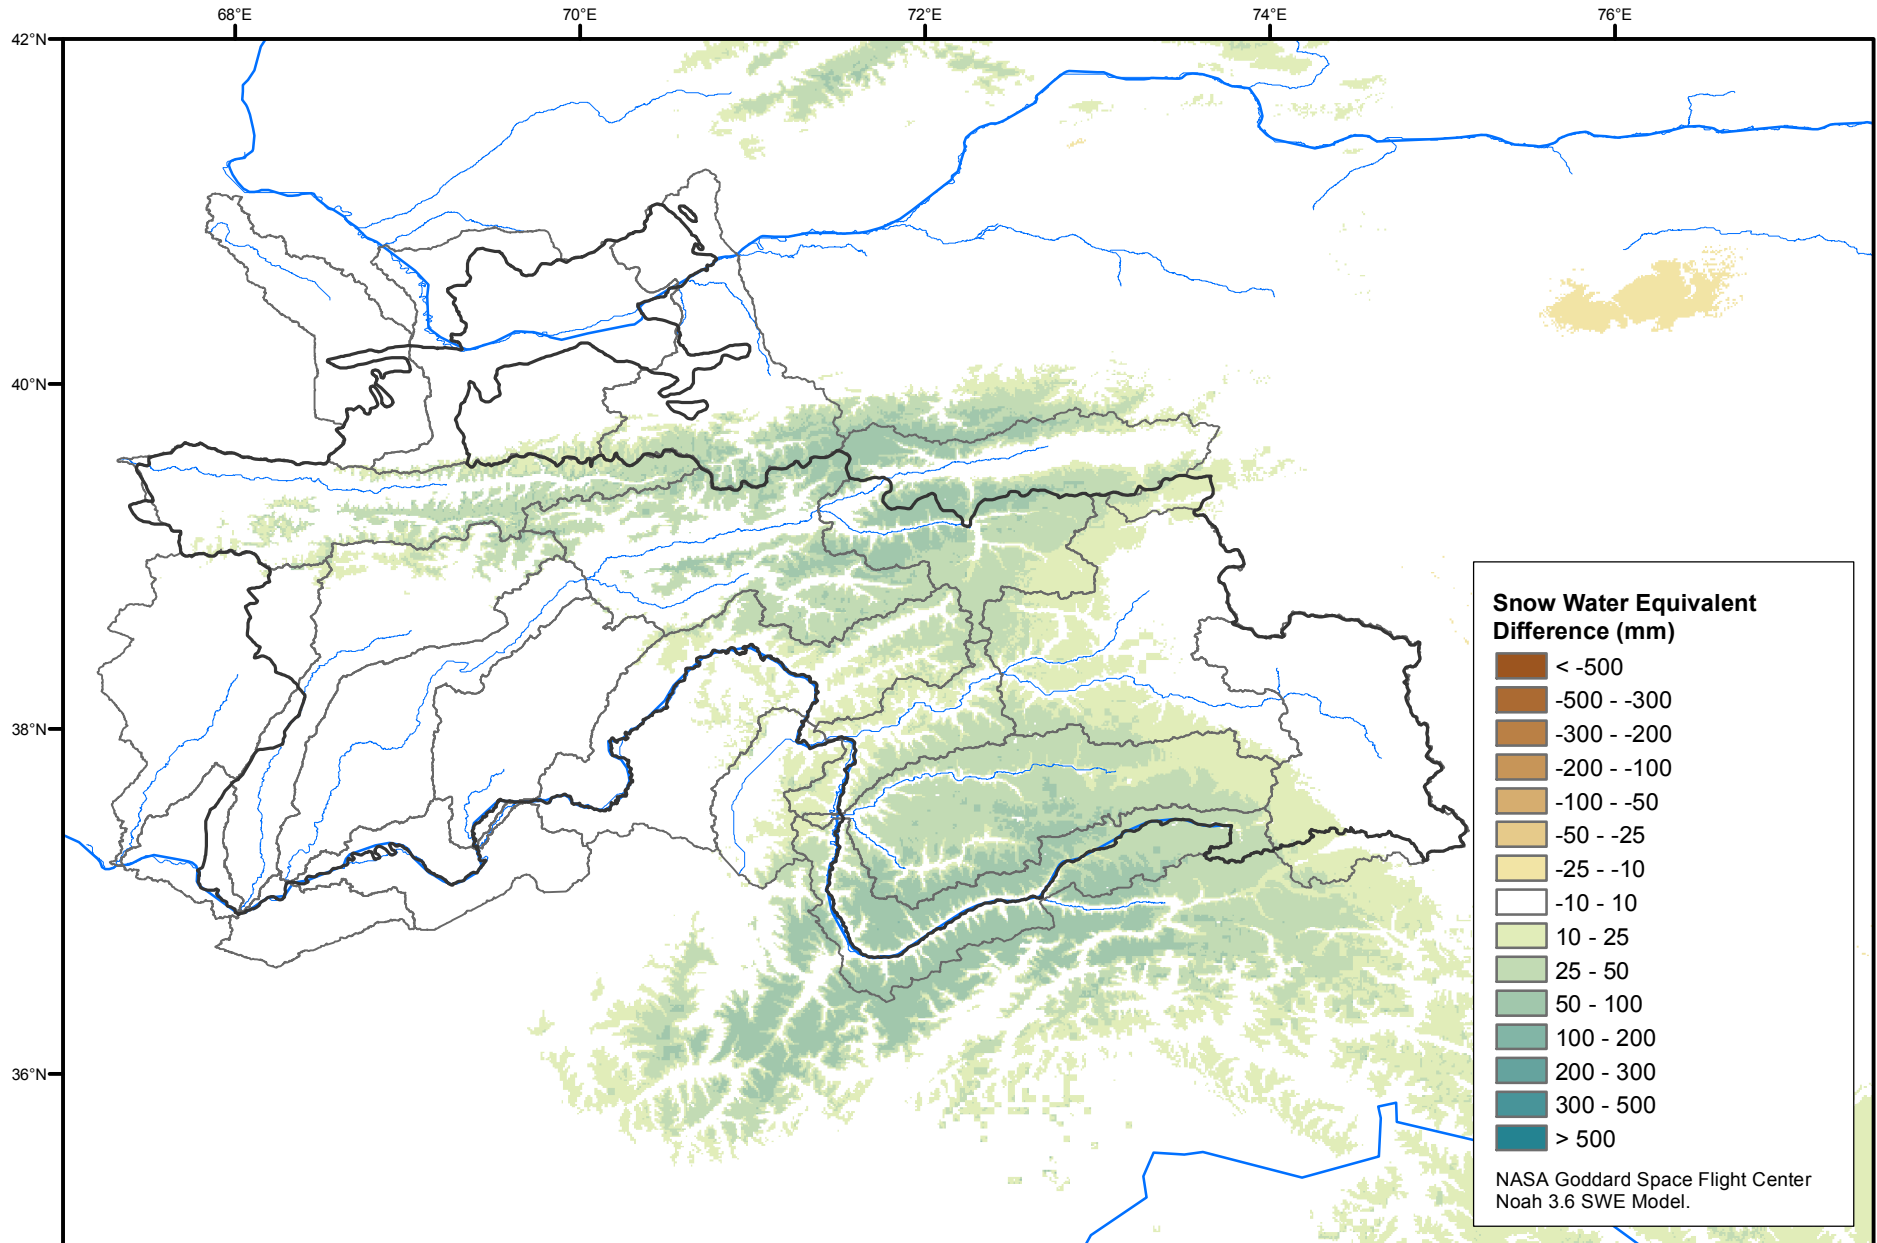 68°E
70°E
72°E
74°E
76°E
42°N
40°N
38°N
36°N
Snow Water Equivalent
Difference (mm)
< -500
-500 - -300
-300 - -200
-200 - -100
-100 - -50
-50 - -25
-25 - -10
-10 - 10
10 - 25
25 - 50
50 - 100
100 - 200
200 - 300
300 - 500
> 500
NASA Goddard Space Flight Center
Noah 3.6 SWE Model.